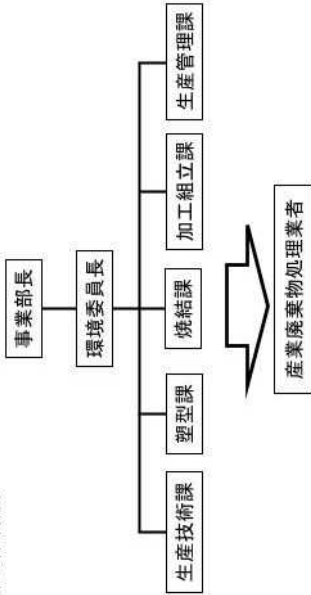 事業部長
環境委員長
生産技術課
塑型課
焼結課
加工組立課
生産管理課
産業廃棄物処理業者